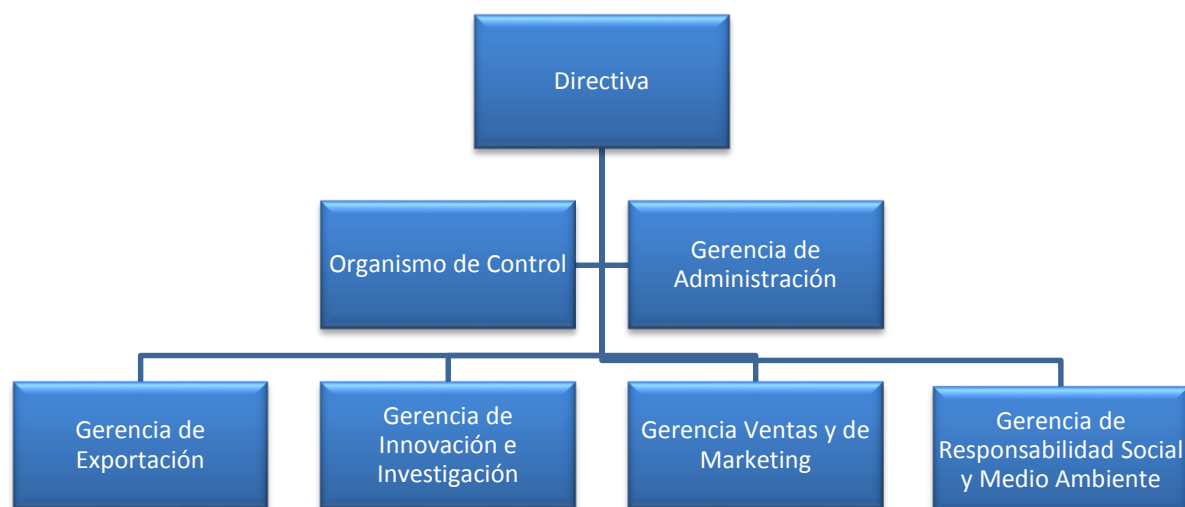 Directiva
Organismo de Control
Gerencia de
Administración
Gerencia de
Exportación
Gerencia de
Innovación e
Investigación
Gerencia Ventas y de
Marketing
Gerencia de
Responsabilidad Social
y Medio Ambiente